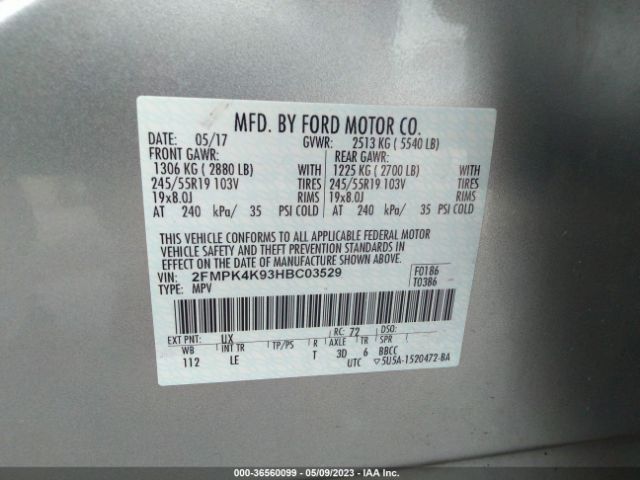 MFD. BY FORD MOTOR CO.
DATE: 05/17 GVWR: 2513 KG ( 5540 LB)
FRONT GAWR: REAR GAWR:
1306 KG ( 2880 LB) WITH 1225 KG ( 2700 LB) WITH
245/55R19 103V TIRES 245/55R19 103V TIRES
19x8.0J RIMS 19x8.0J RIMS
AT 240 kPa/ 35 PSI COLD AT 240 kPa/ 35 PSI COLD
THIS VEHICLE CONFORMS TO ALL APPLICABLE FEDERAL MOTOR
VEHICLE SAFETY AND THEFT PREVENTION STANDARDS IN
EFFECT ON THE DATE OF MANUFACTURE SHOWN ABOVE.
VIN: 2FMPK4K93HBC03529 F0186
TYPE: MPV T0386
EXT PNT: UX RC: 72 DSO:
WB INT TR TP/PS R AXLE TR SPR
112 LE T 3D 6 BBCC
UTC ▽5U5A-1520472-BA
000-36560099 - 05/09/2023 - IAA Inc.